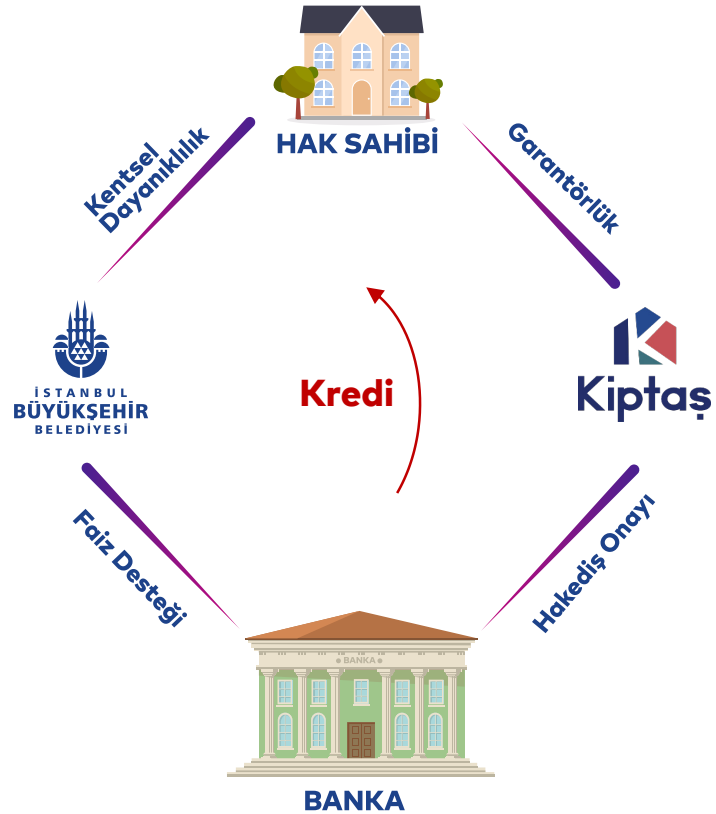 HAK SAHİBİ
Kentsel
Dayanıklılık
Garantörlük
İSTANBUL
BÜYÜKŞEHİR
BELEDİYESİ
Kredi
Kiptaş
Faiz Desteği
Hakediş Onayı
BANKA
BANKA